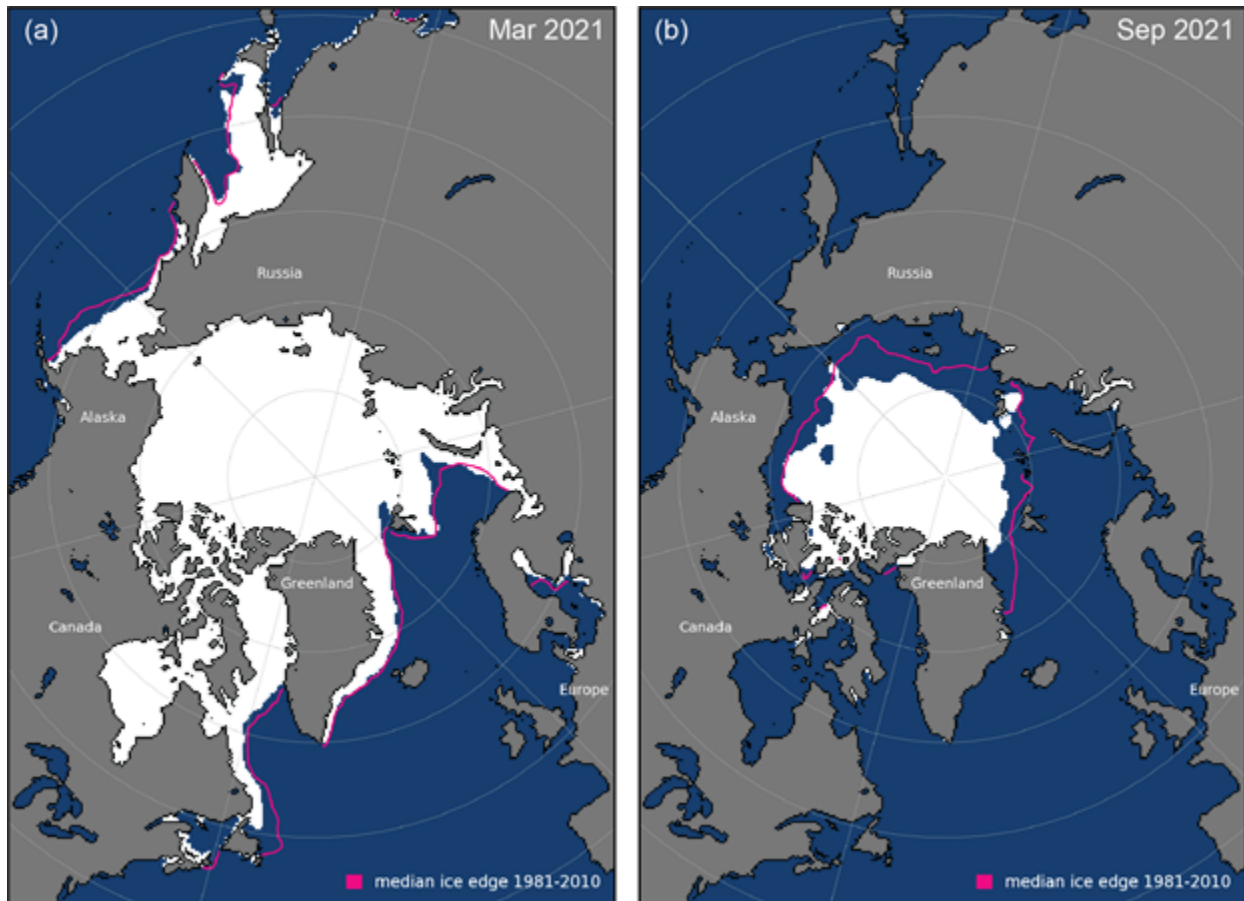 (a)
Mar 2021
Russia
Alaska
Greenland
Canada
Europe
median ice edge 1981-2010
(b)
Sep 2021
Russia
Alaska
Greenland
Canada
Europe
median ice edge 1981-2010